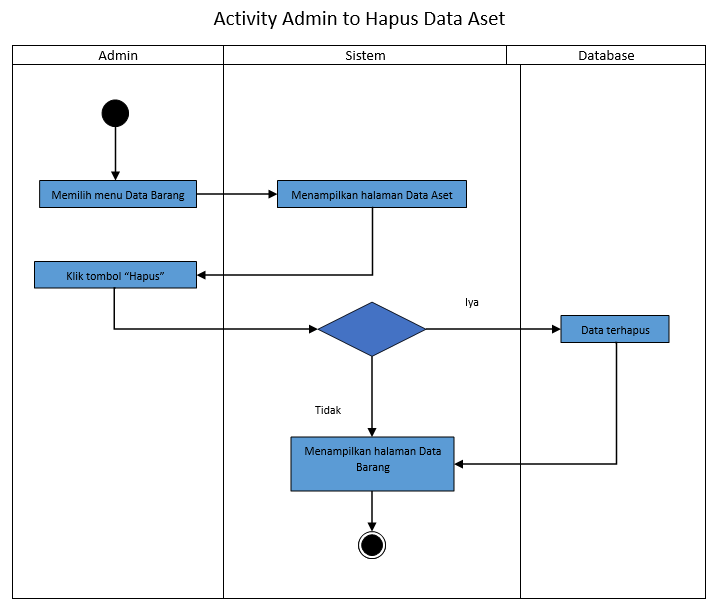 Activity Admin to Hapus Data Aset
Admin
Sistem
Database
Memilih menu Data Barang
Menampilkan halaman Data Aset
Klik tombol “Hapus”
Iya
Data terhapus
Tidak
Menampilkan halaman Data
Barang